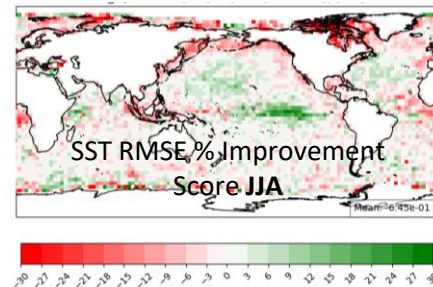 SST RMSE % Improvement
Score JJA
Mean: -6.45e-01
-30 -27 -24 -21 -18 -15 -12 -9 -6 -3 0 3 6 9 12 15 18 21 24 27 30